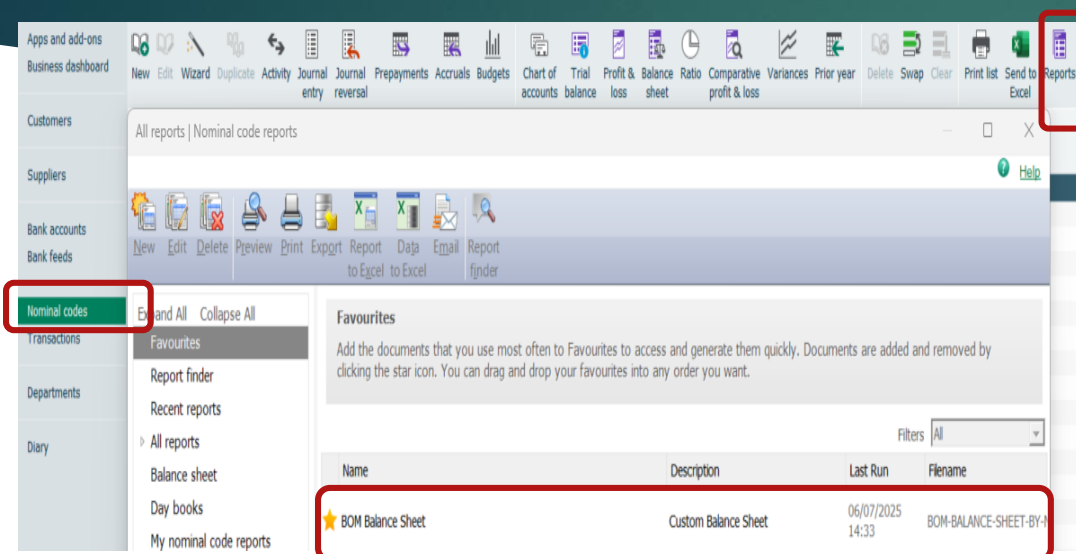 Apps and add-ons
Business dashboard
Customers
Suppliers
Bank accounts
Bank feeds
Nominal codes
Transactions
Departments
Diary
New Edit Wizard Duplicate Activity Journal entry Journal reversal Prepayments Accruals Budgets Chart of accounts Trial balance Profit & loss Balance sheet Ratio Comparative profit & loss Variances Prior year Delete Swap Clear Print list Send to Excel Reports
All reports | Nominal code reports
Help
New Edit Delete Preview Print Export Report to Excel Data to Excel Email Report finder
Expand All Collapse All
Favourites
Report finder
Recent reports
All reports
Balance sheet
Day books
My nominal code reports
Favourites
Add the documents that you use most often to Favourites to access and generate them quickly. Documents are added and removed by
clicking the star icon. You can drag and drop your favourites into any order you want.
Filters All
Name Description Last Run Filename
BOM Balance Sheet Custom Balance Sheet 06/07/2025 14:33 BOM-BALANCE-SHEET-BY-